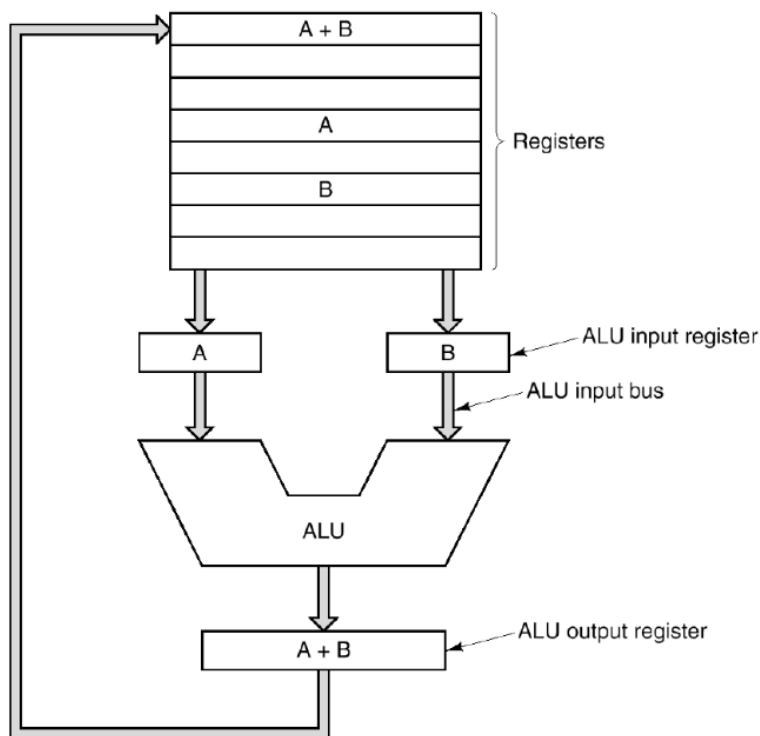 A + B
A
Registers
B
A
B
ALU input register
ALU input bus
ALU
A + B
ALU output register